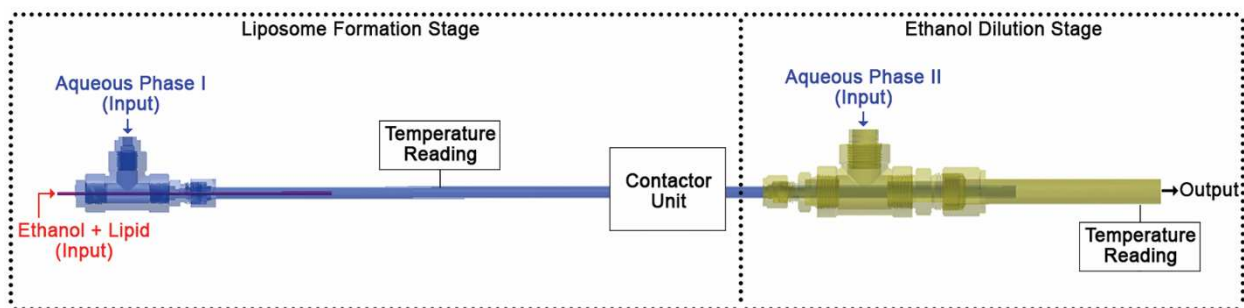 Liposome Formation Stage
Ethanol Dilution Stage
Aqueous Phase I
(Input)
Aqueous Phase II
(Input)
Temperature
Reading
Contactor
Unit
Output
Ethanol + Lipid
(Input)
Temperature
Reading